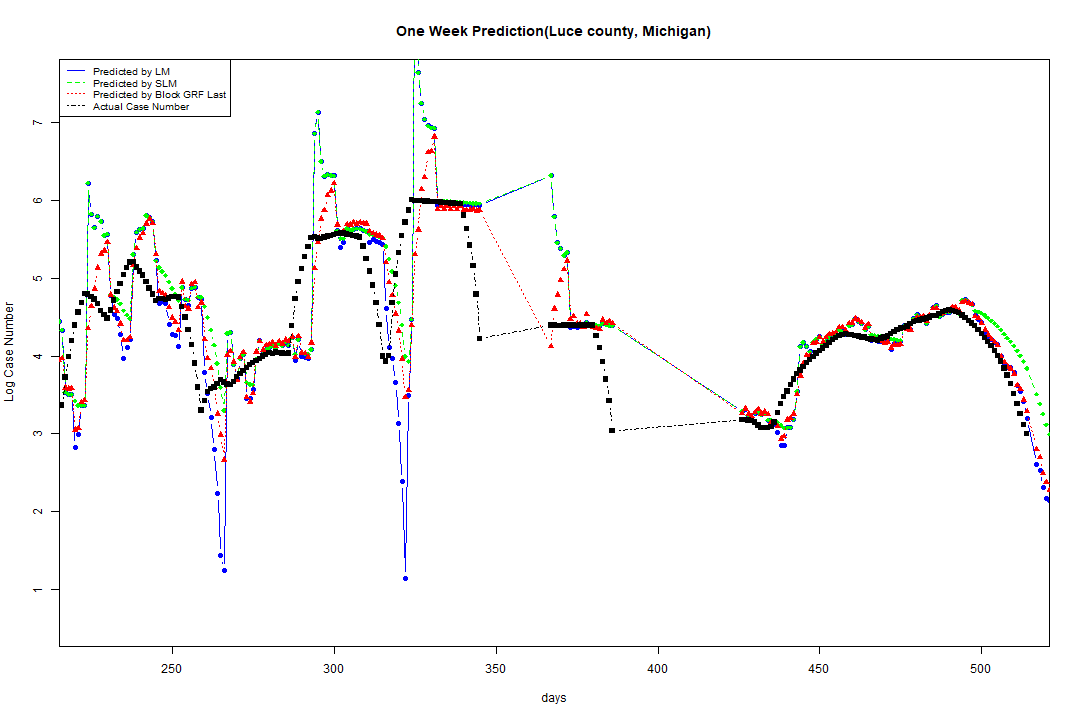 One Week Prediction(Luce county, Michigan)
Predicted by LM
Predicted by SLM
Predicted by Block GRF Last
Actual Case Number
Log Case Number
7
6
5
4
3
2
1
250 300 350 400 450 500
days